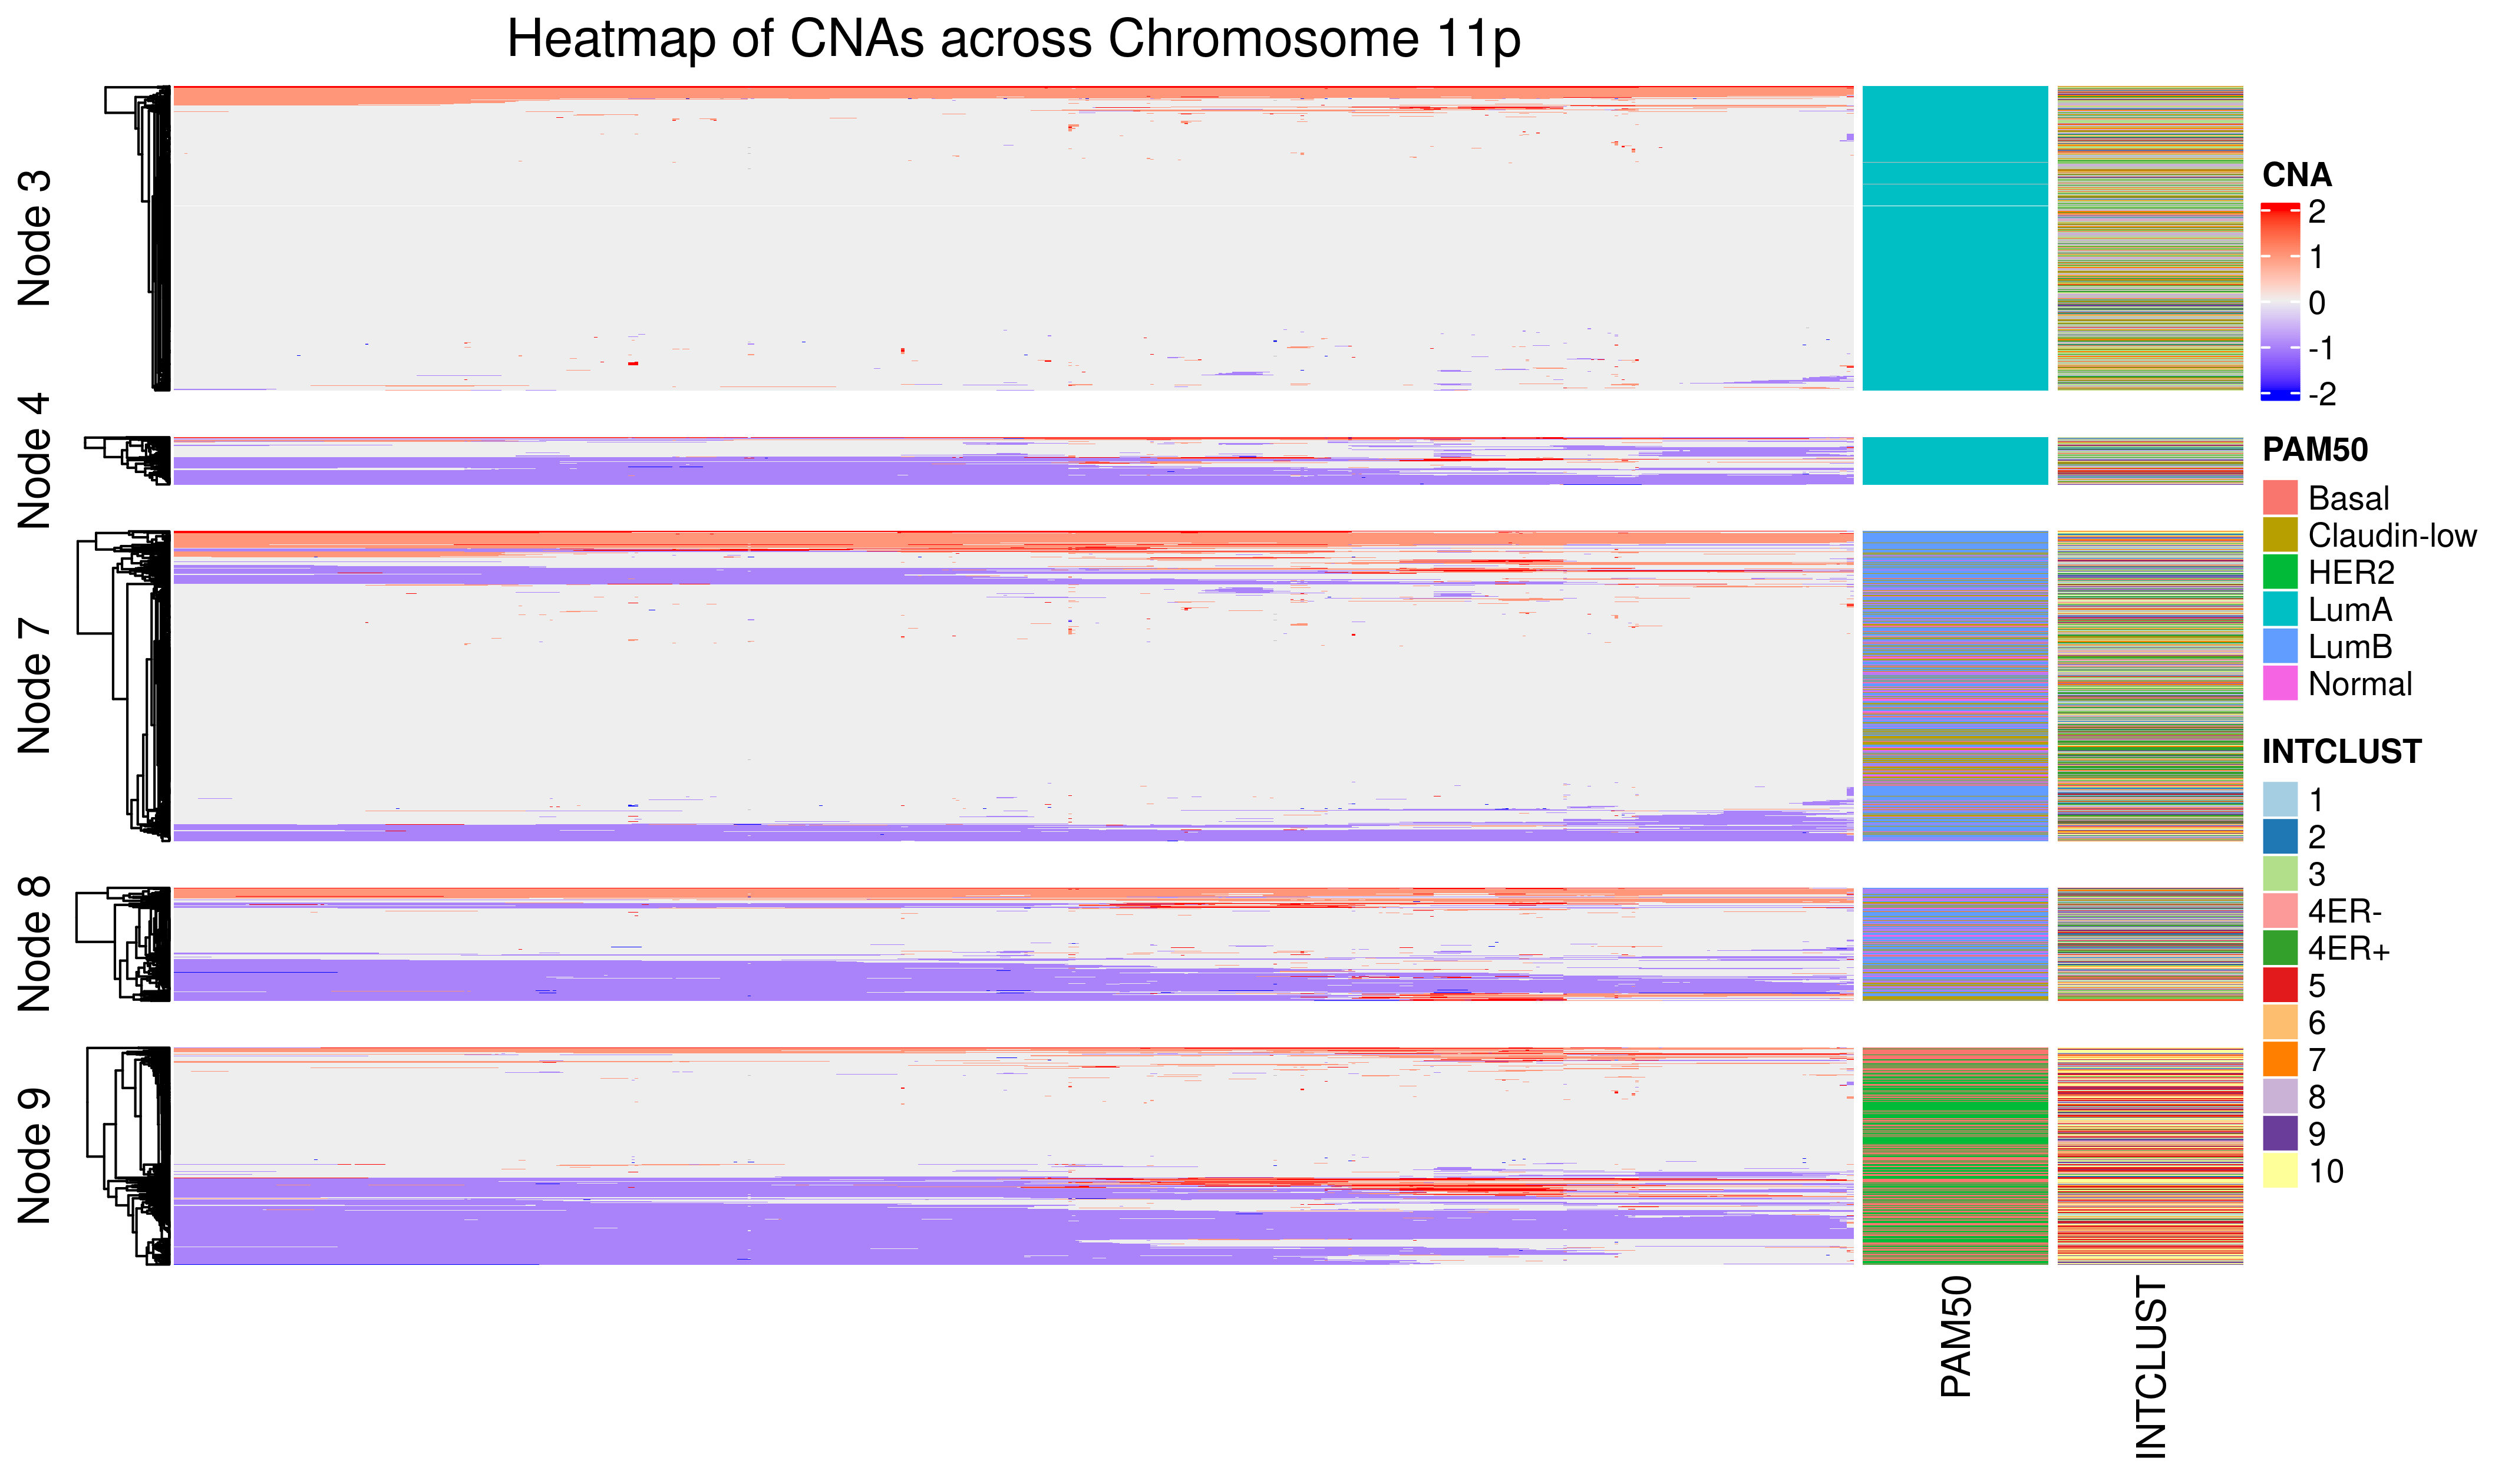 Heatmap of CNAs across Chromosome 11p
Node 3
Node 4
Node 7
Node 8
Node 9
PAM50
INTCLUST
CNA
2
1
0
-1
-2
PAM50
Basal
Claudin-low
HER2
LumA
LumB
Normal
INTCLUST
1
2
3
4ER-
4ER+
5
6
7
8
9
10